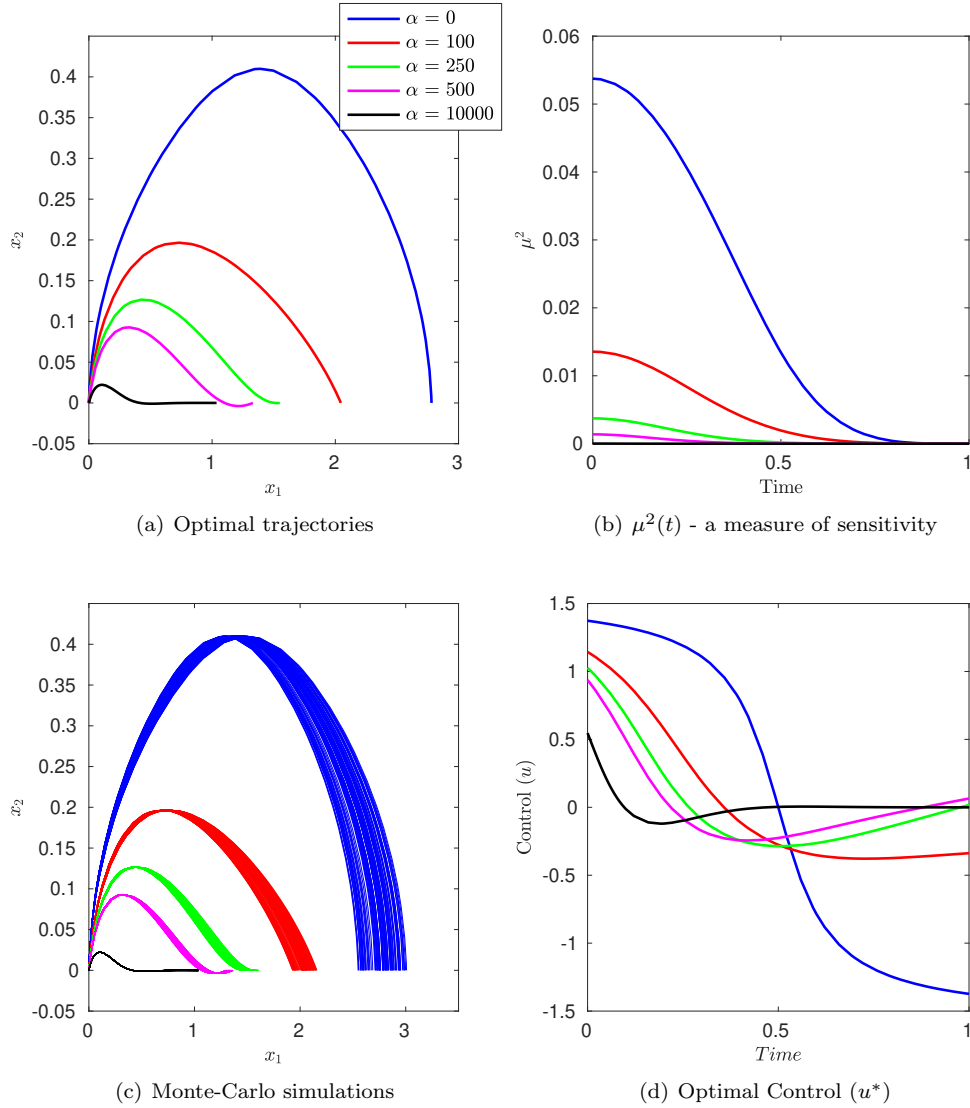 α = 0
α = 100
α = 250
α = 500
α = 10000
0.4
0.35
0.3
0.25
0.2
0.15
0.1
0.05
0
-0.05
x₂
0 1 2 3
x₁
(a) Optimal trajectories
0.06
0.05
0.04
0.03
0.02
0.01
0
μ²
0 0.5 1
Time
(b) μ²(t) - a measure of sensitivity
0.4
0.35
0.3
0.25
0.2
0.15
0.1
0.05
0
-0.05
x₂
0 1 2 3
x₁
(c) Monte-Carlo simulations
1.5
1
0.5
0
-0.5
-1
-1.5
Control (u)
0 0.5 1
Time
(d) Optimal Control (u*)